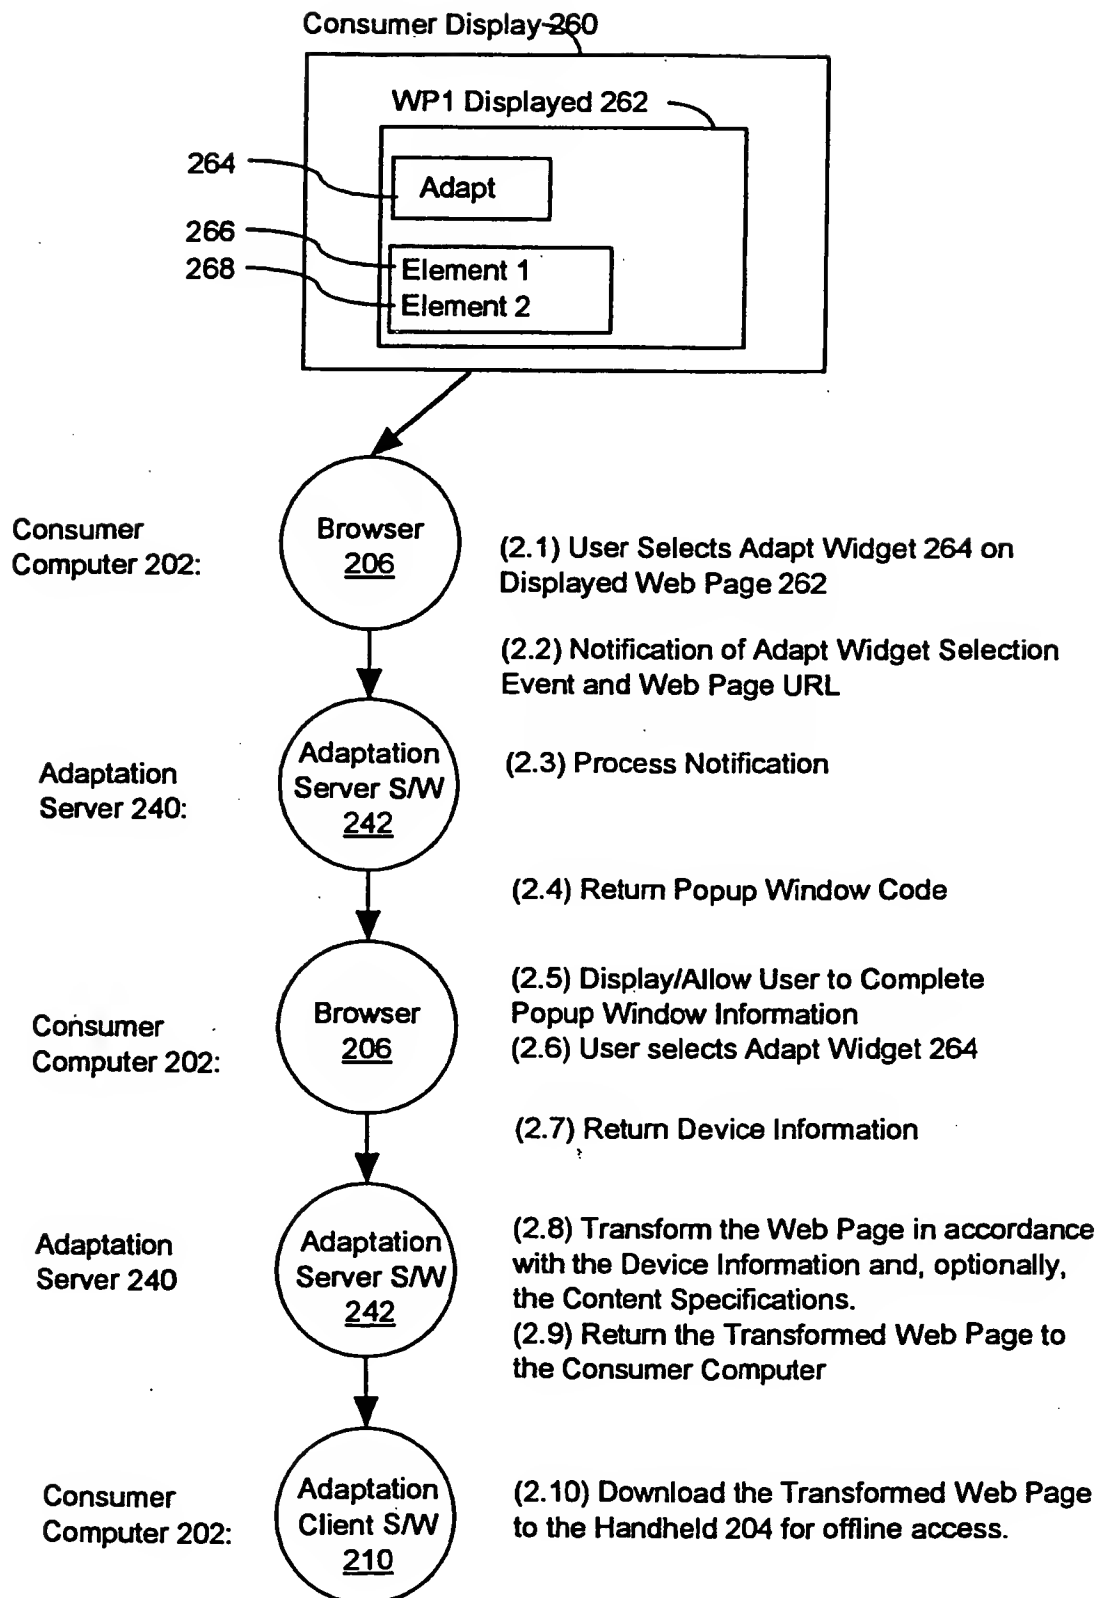 Consumer Display 260
WP1 Displayed 262
264
Adapt
266
268
Element 1
Element 2
Consumer
Computer 202:
Browser
206
(2.1) User Selects Adapt Widget 264 on
Displayed Web Page 262
(2.2) Notification of Adapt Widget Selection
Event and Web Page URL
Adaptation
Server 240:
Adaptation
Server S/W
242
(2.3) Process Notification
(2.4) Return Popup Window Code
Consumer
Computer 202:
Browser
206
(2.5) Display/Allow User to Complete
Popup Window Information
(2.6) User selects Adapt Widget 264
(2.7) Return Device Information
Adaptation
Server 240
Adaptation
Server S/W
242
(2.8) Transform the Web Page in accordance
with the Device Information and, optionally,
the Content Specifications.
(2.9) Return the Transformed Web Page to
the Consumer Computer
Consumer
Computer 202:
Adaptation
Client S/W
210
(2.10) Download the Transformed Web Page
to the Handheld 204 for offline access.